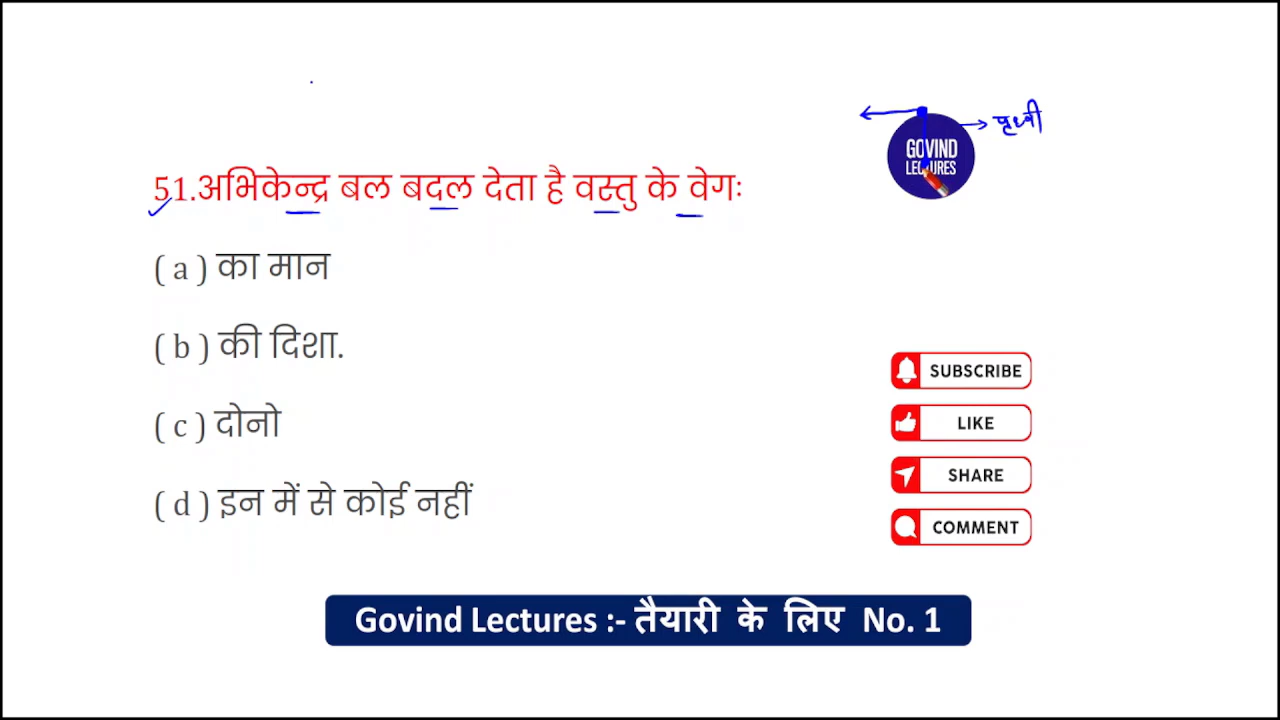 पृथ्वी
GOVIND
LECTURES
51.अभिकेन्द्र बल बदल देता है वस्तु के वेगः
( a ) का मान
( b ) की दिशा.
( c ) दोनो
( d ) इन में से कोई नहीं
SUBSCRIBE
LIKE
SHARE
COMMENT
Govind Lectures :- तैयारी के लिए No. 1